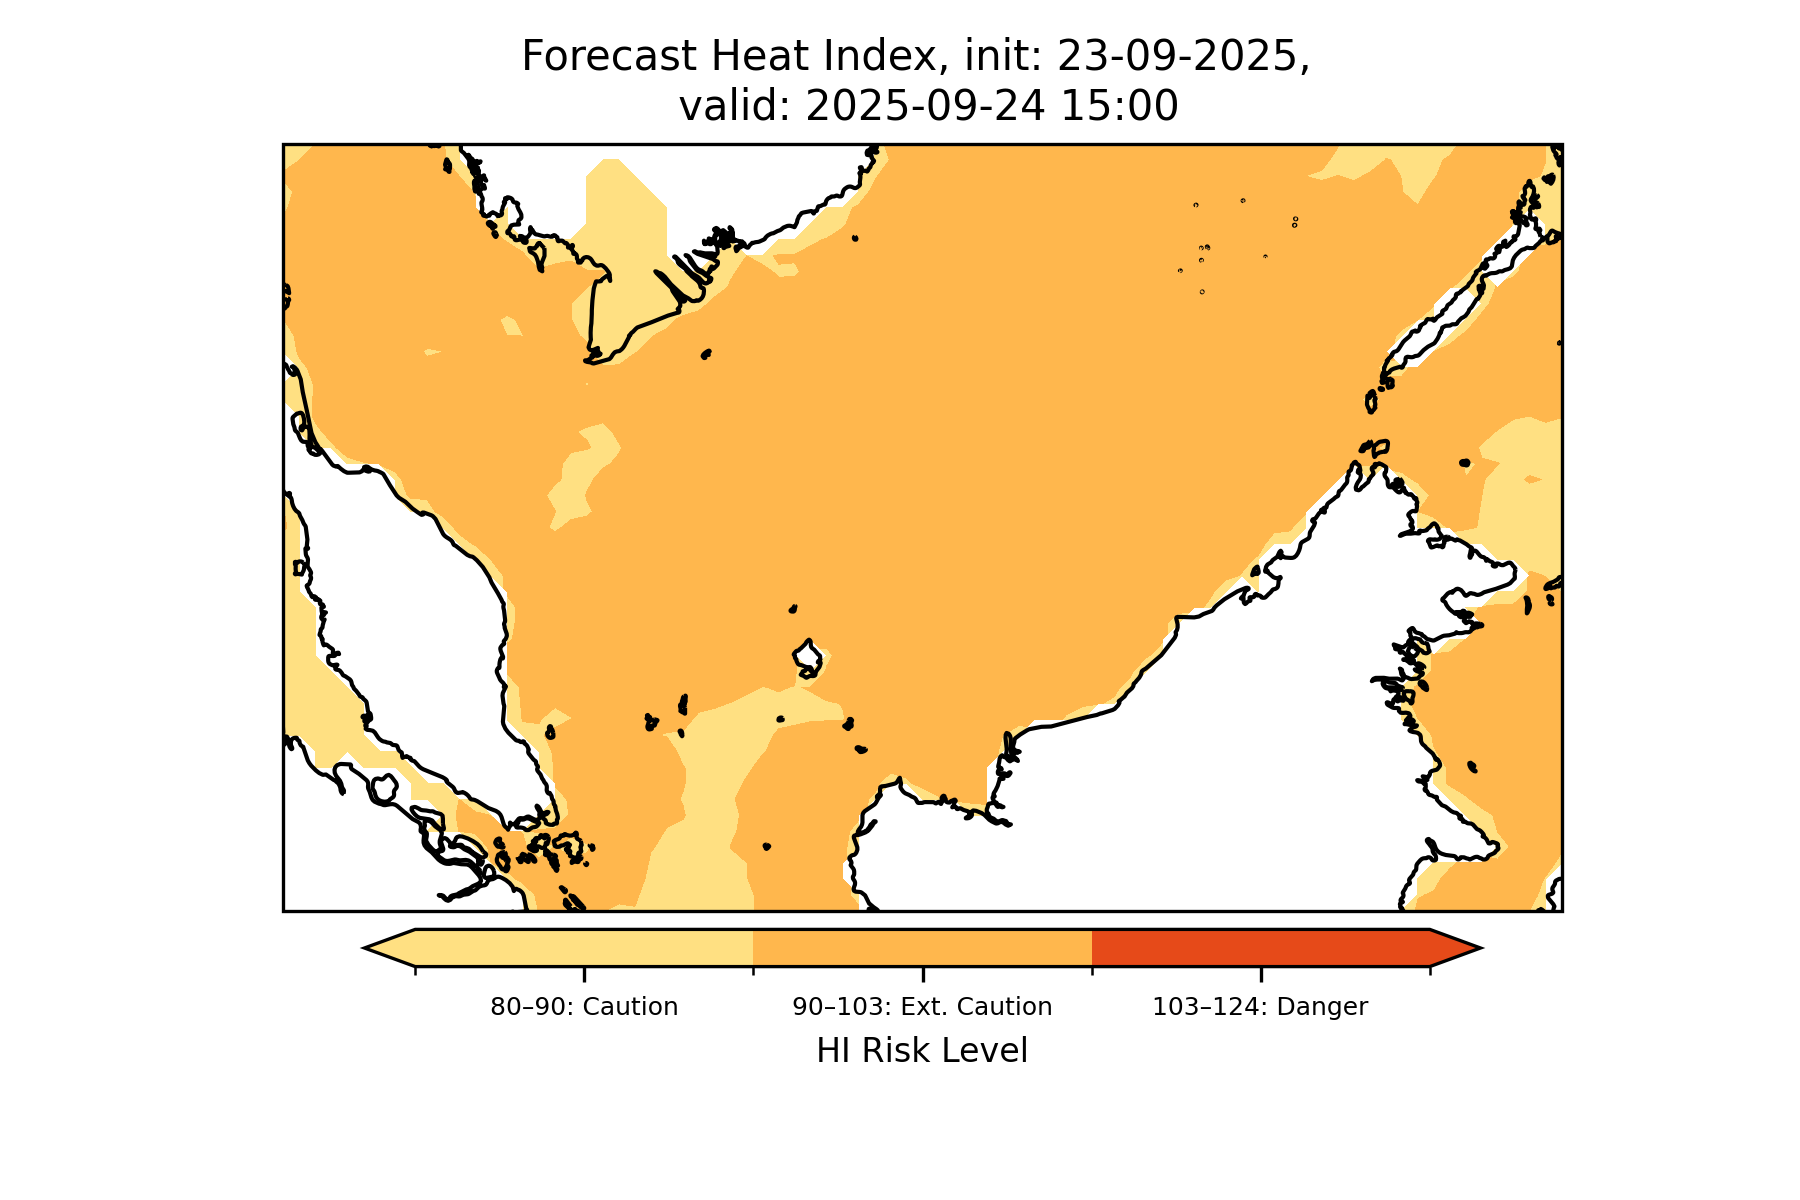 Forecast Heat Index, init: 23-09-2025,
valid: 2025-09-24 15:00
80–90: Caution
90–103: Ext. Caution
103–124: Danger
HI Risk Level